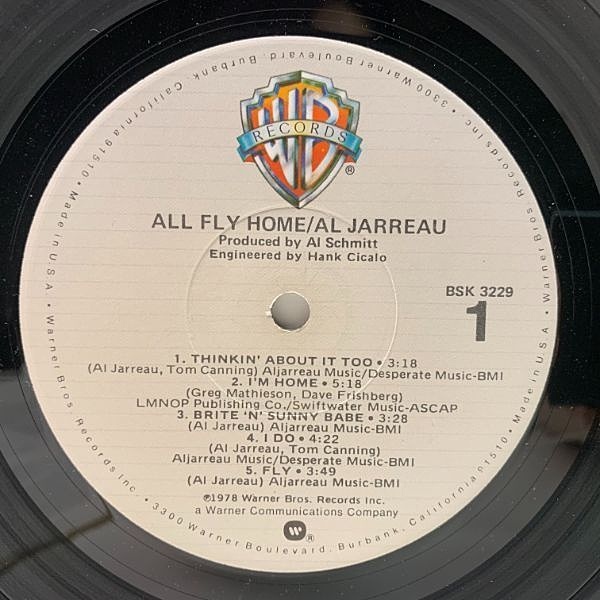 WB
RECORDS
®
ALL FLY HOME/AL JARREAU
Produced by Al Schmitt
Engineered by Hank Cicalo
BSK 3229
1
1. THINKIN' ABOUT IT TOO • 3:18
(Al Jarreau, Tom Canning) Aljarreau Music/Desperate Music-BMI
2. I'M HOME • 5:18
(Greg Mathieson, Dave Frishberg)
LMNOP Publishing Co./Swiftwater Music-ASCAP
3. BRITE 'N' SUNNY BABE • 3:28
(Al Jarreau) Aljarreau Music-BMI
4. I DO • 4:22
(Al Jarreau, Tom Canning)
Aljarreau Music/Desperate Music-BMI
5. FLY • 3:49
(Al Jarreau) Aljarreau Music-BMI
℗1978 Warner Bros. Records Inc.
a Warner Communications Company
W ®
Warner Bros. Records Inc. • 3300 Warner Boulevard, Burbank, California 91510 • Made in U.S.A. •
Warner Bros. Records Inc. • 3300 Warner Boulevard, Burbank, California 91510 • Made in U.S.A. •